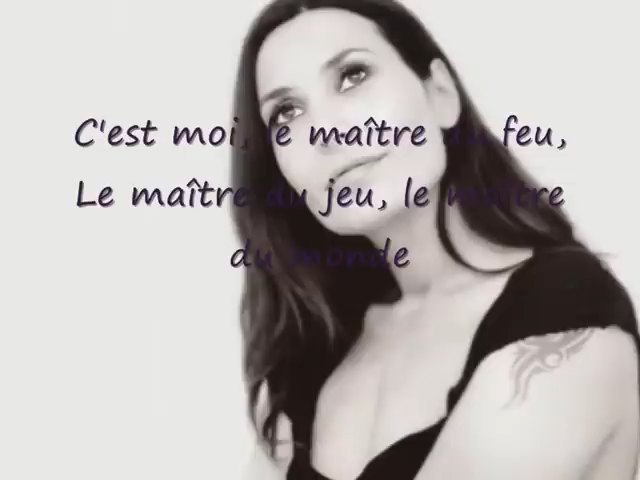 C'est moi, le maître du feu,
Le maître du jeu, le maître
du monde